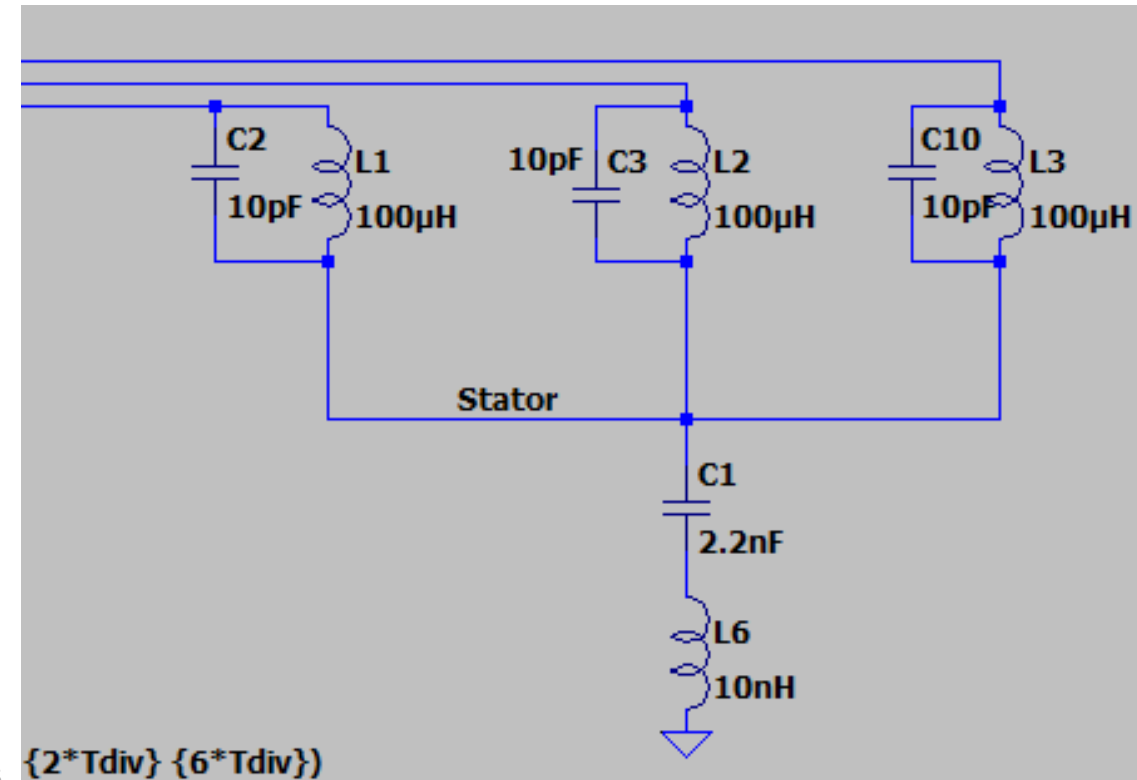 C2
10pF
L1
100µH
10pF
C3
L2
100µH
C10
10pF
L3
100µH
Stator
C1
2.2nF
L6
10nH
{2*Tdiv} {6*Tdiv})